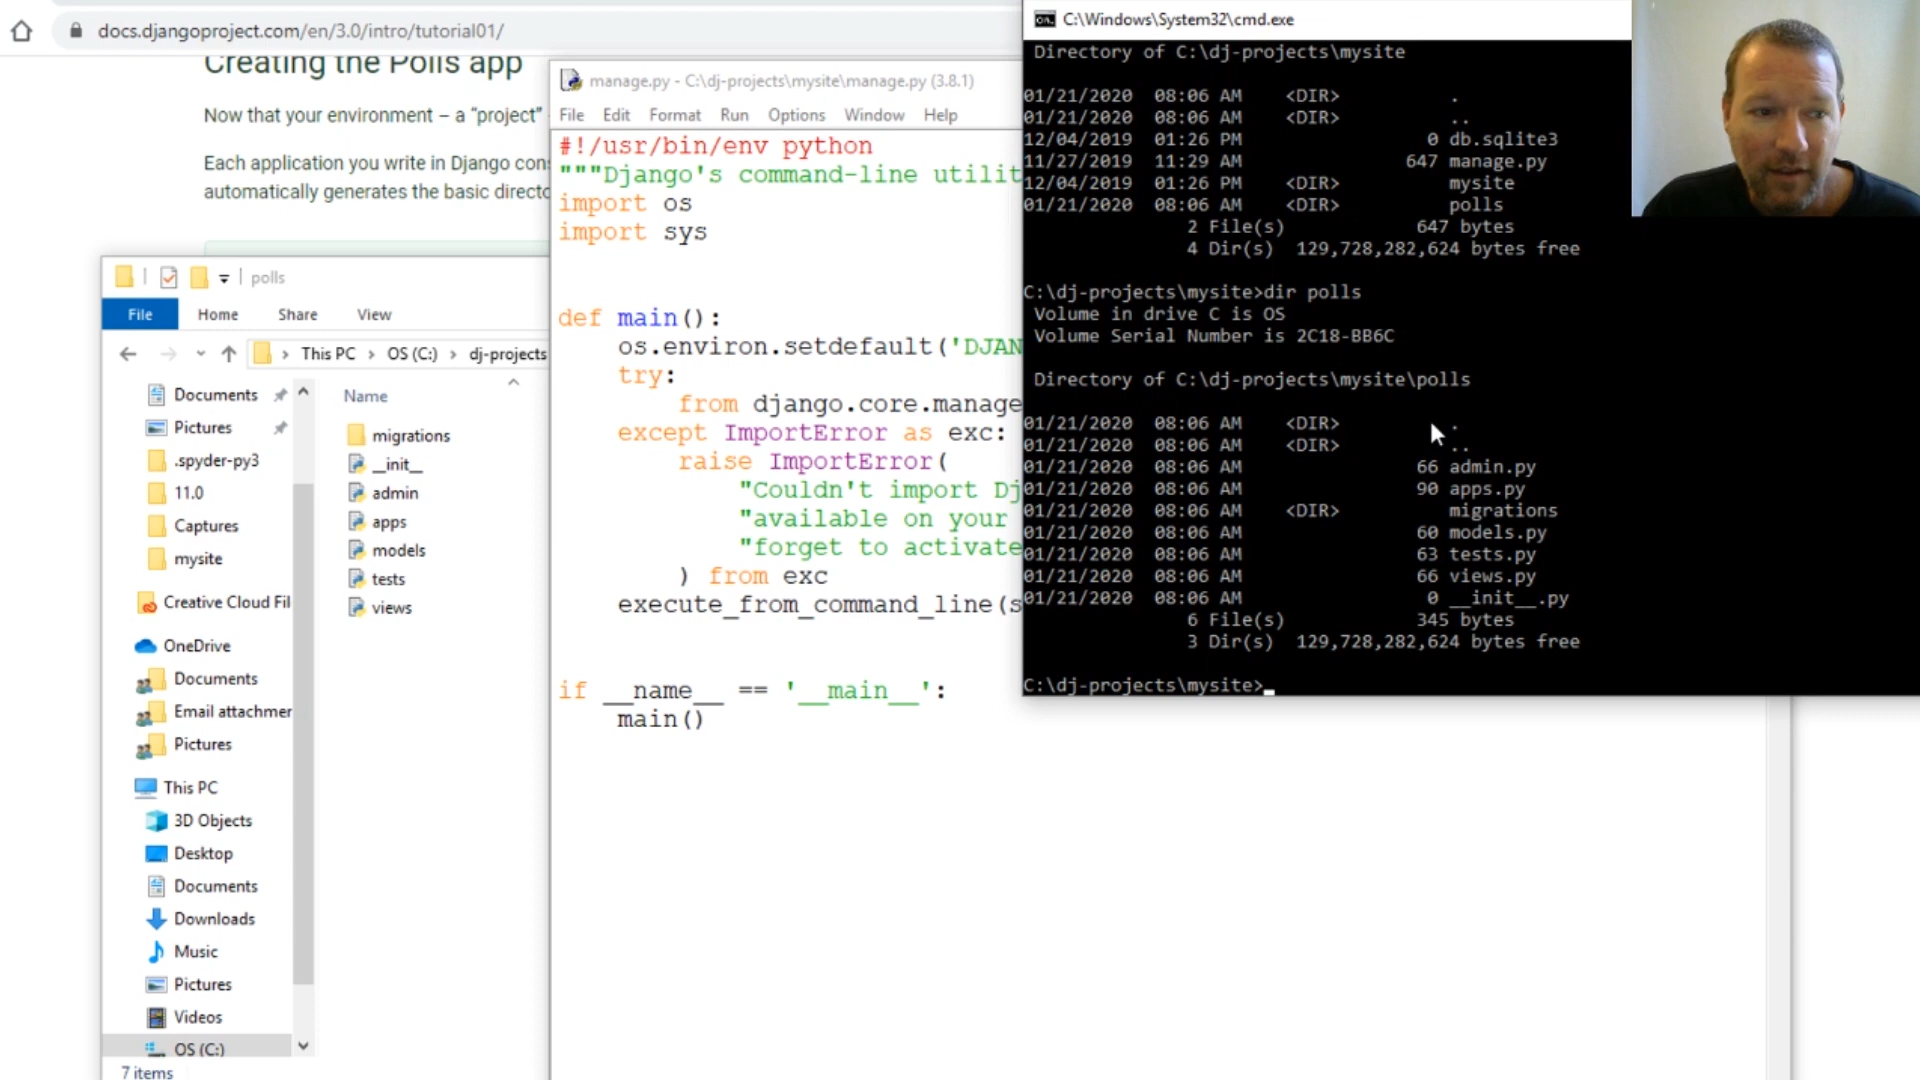 docs.djangoproject.com/en/3.0/intro/tutorial01/
Creating the Polls app
Now that your environment – a “project”
Each application you write in Django con
automatically generates the basic directo
polls
File Home Share View
This PC › OS (C:) › dj-projects
Documents
Pictures
.spyder-py3
11.0
Captures
mysite
Creative Cloud Fil
OneDrive
Documents
Email attachmer
Pictures
This PC
3D Objects
Desktop
Documents
Downloads
Music
Pictures
Videos
OS (C:)
7 items
Name
migrations
__init__
admin
apps
models
tests
views
manage.py - C:\dj-projects\mysite\manage.py (3.8.1)
File Edit Format Run Options Window Help
#!/usr/bin/env python
"""Django's command-line utilit
import os
import sys
def main():
os.environ.setdefault('DJAN
try:
from django.core.manage
except ImportError as exc:
raise ImportError(
"Couldn't import Dj
"available on your
"forget to activate
) from exc
execute_from_command_line(s
if __name__ == '__main__':
main()
C:\Windows\System32\cmd.exe
Directory of C:\dj-projects\mysite
01/21/2020 08:06 AM <DIR> .
01/21/2020 08:06 AM <DIR> ..
12/04/2019 01:26 PM 0 db.sqlite3
11/27/2019 11:29 AM 647 manage.py
12/04/2019 01:26 PM <DIR> mysite
01/21/2020 08:06 AM <DIR> polls
2 File(s) 647 bytes
4 Dir(s) 129,728,282,624 bytes free
C:\dj-projects\mysite>dir polls
Volume in drive C is OS
Volume Serial Number is 2C18-BB6C
Directory of C:\dj-projects\mysite\polls
01/21/2020 08:06 AM <DIR> .
01/21/2020 08:06 AM <DIR> ..
01/21/2020 08:06 AM 66 admin.py
01/21/2020 08:06 AM 90 apps.py
01/21/2020 08:06 AM <DIR> migrations
01/21/2020 08:06 AM 60 models.py
01/21/2020 08:06 AM 63 tests.py
01/21/2020 08:06 AM 66 views.py
01/21/2020 08:06 AM 0 __init__.py
6 File(s) 345 bytes
3 Dir(s) 129,728,282,624 bytes free
C:\dj-projects\mysite>